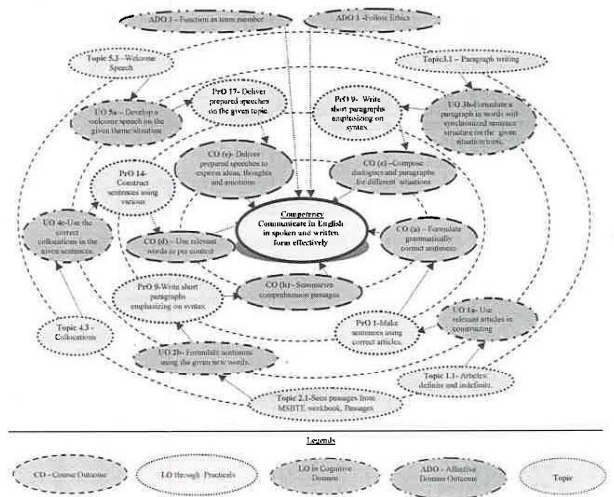 ADO 3 - Function in team member
ADO 1 -Follow Ethics
Topic 5.3 -Welcome
Speech
Topic3.1 - Paragraph writing
PrO 17- Deliver
prepared speeches
on the given topic
PrO 9- Write
short paragraphs
emphasizing on
syntax
UO 5a - Develop a
welcome speech on the
given theme/situation
UO 3b-Formulate a
paragraph in words with
synchronized sentence
structure on the given
situation/topic.
CO (e)- Deliver
prepared speeches to
express ideas, thoughts
and emotions
CO (c) -Compose
dialogues and paragraphs
for different situations
PrO 14-
Construct
sentences using
various
Competency
Communicate in English
in spoken and written
form effectively
UO 4c-Use the
correct
collocations in the
given sentences.
CO (d) - Use relevant
words as per context
CO (a) - Formulate
grammatically
correct sentences
PrO 9-Write short
paragraphs
emphasizing on syntax
CO (b) - Summarize
comprehension passages
UO 1a- Use
relevant articles in
constructing
PrO 1-Make
sentences using
correct articles.
Topic 4.3 -
Collocations
UO 2b- Formulate sentences
using the given new words.
Topic 1.1- Articles:
definite and indefinite.
Topic 2.1-Seen passages from
MSBTE workbook, Passages
Legends
CO - Course Outcome
LO through Practicals
LO in Cognitive
Domain
ADO - Affective
Domain Outcome
Topic